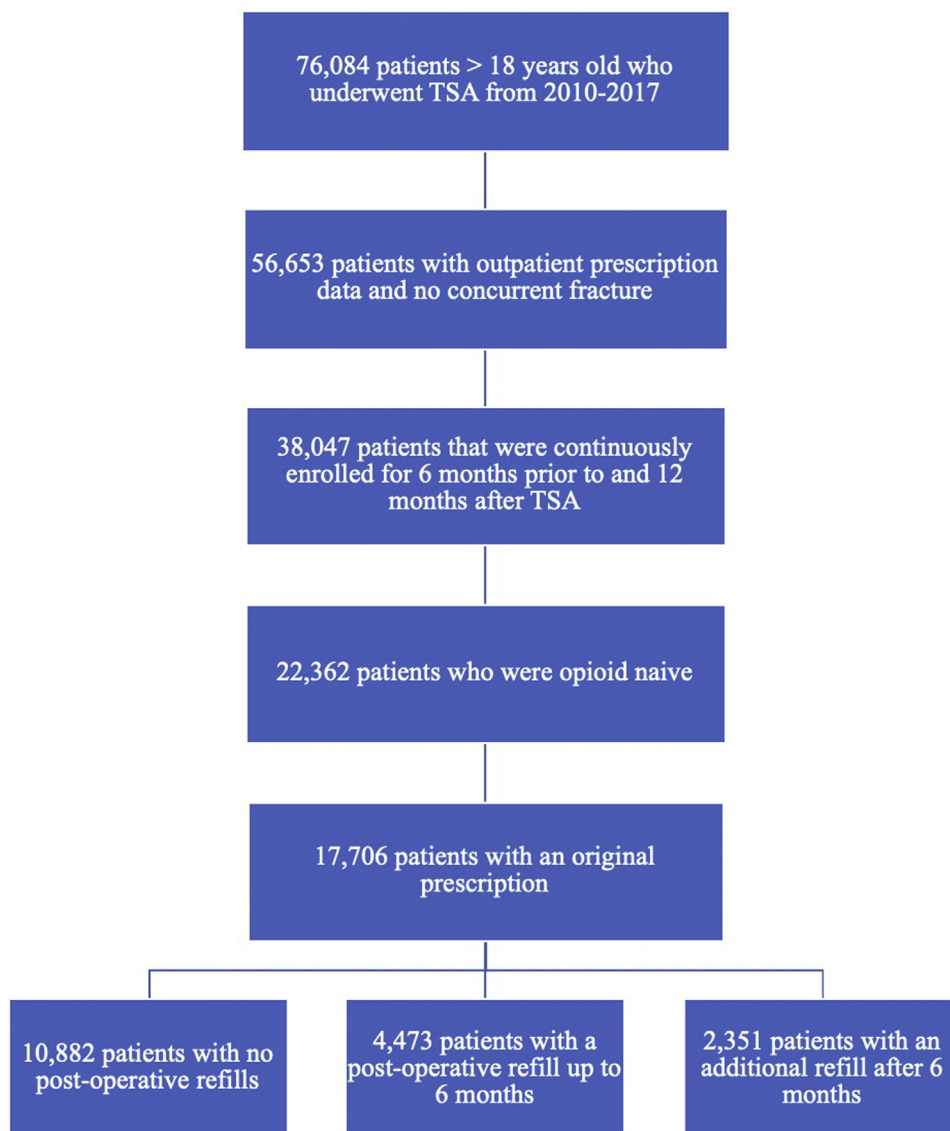 76,084 patients > 18 years old who
underwent TSA from 2010-2017
56,653 patients with outpatient prescription
data and no concurrent fracture
38,047 patients that were continuously
enrolled for 6 months prior to and 12
months after TSA
22,362 patients who were opioid naive
17,706 patients with an original
prescription
10,882 patients with no
post-operative refills
4,473 patients with a
post-operative refill up to
6 months
2,351 patients with an
additional refill after 6
months